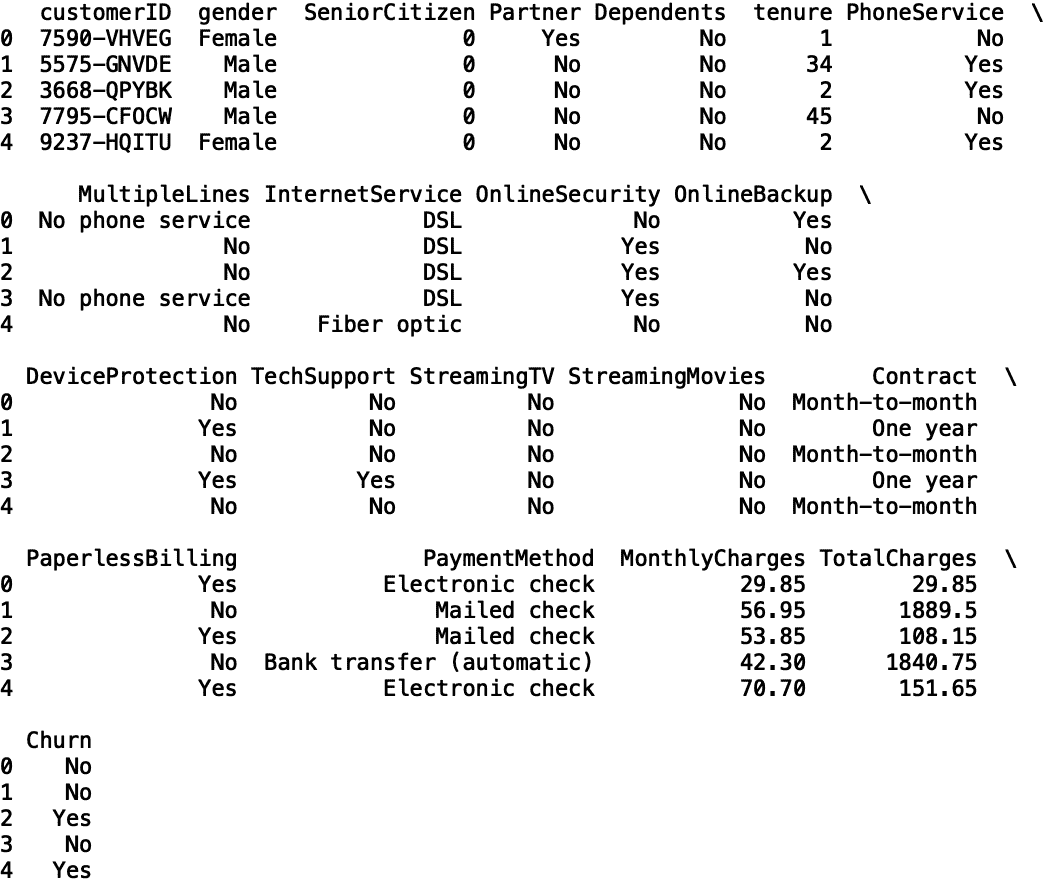 customerID  gender  SeniorCitizen Partner Dependents  tenure PhoneService  \
0  7590-VHVEG  Female              0     Yes         No       1           No
1  5575-GNVDE    Male              0      No         No      34          Yes
2  3668-QPYBK    Male              0      No         No       2          Yes
3  7795-CFOCW    Male              0      No         No      45           No
4  9237-HQITU  Female              0      No         No       2          Yes

      MultipleLines InternetService OnlineSecurity OnlineBackup  \
0  No phone service             DSL             No          Yes
1                No             DSL            Yes           No
2                No             DSL            Yes          Yes
3  No phone service             DSL            Yes           No
4                No     Fiber optic             No           No

  DeviceProtection TechSupport StreamingTV StreamingMovies        Contract  \
0               No          No          No              No  Month-to-month
1              Yes          No          No              No        One year
2               No          No          No              No  Month-to-month
3              Yes         Yes          No              No        One year
4               No          No          No              No  Month-to-month

  PaperlessBilling              PaymentMethod  MonthlyCharges TotalCharges  \
0              Yes           Electronic check           29.85        29.85
1               No               Mailed check           56.95       1889.5
2              Yes               Mailed check           53.85       108.15
3               No  Bank transfer (automatic)           42.30      1840.75
4              Yes           Electronic check           70.70       151.65

  Churn
0    No
1    No
2   Yes
3    No
4   Yes